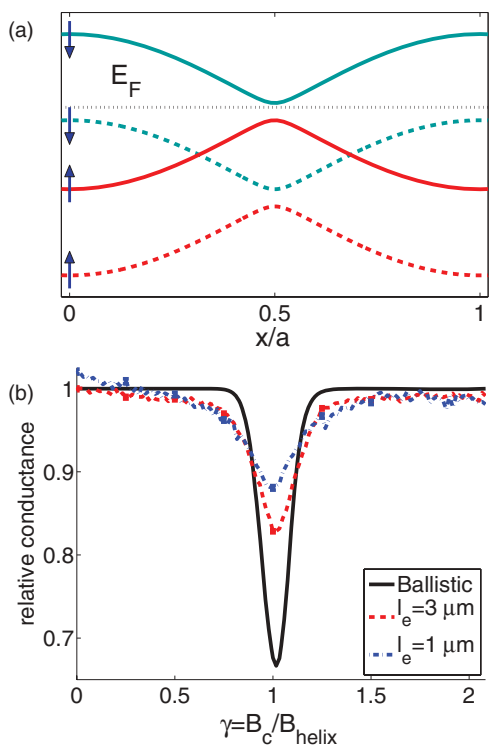 (a)
E_F
0
0.5
1
x/a
(b)
1
0.9
0.8
0.7
relative conductance
Ballistic
l_e=3 μm
l_e=1 μm
0
0.5
1
1.5
2
γ=B_c/B_helix